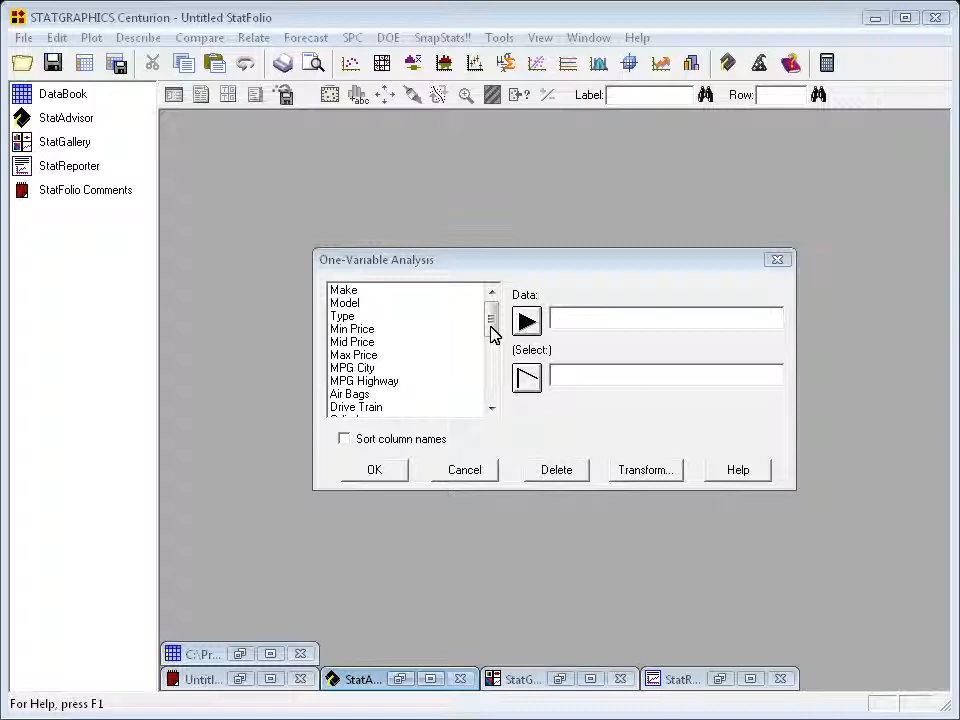 STATGRAPHICS Centurion - Untitled StatFolio
File Edit Plot Describe Compare Relate Forecast SPC DOE SnapStats!! Tools View Window Help
Label: Row:
DataBook
StatAdvisor
StatGallery
StatReporter
StatFolio Comments
One-Variable Analysis
Make
Model
Type
Min Price
Mid Price
Max Price
MPG City
MPG Highway
Air Bags
Drive Train
Data:
(Select:)
Sort column names
OK Cancel Delete Transform... Help
C:\Pr...
Untitl... StatA... StatG... StatR...
For Help, press F1